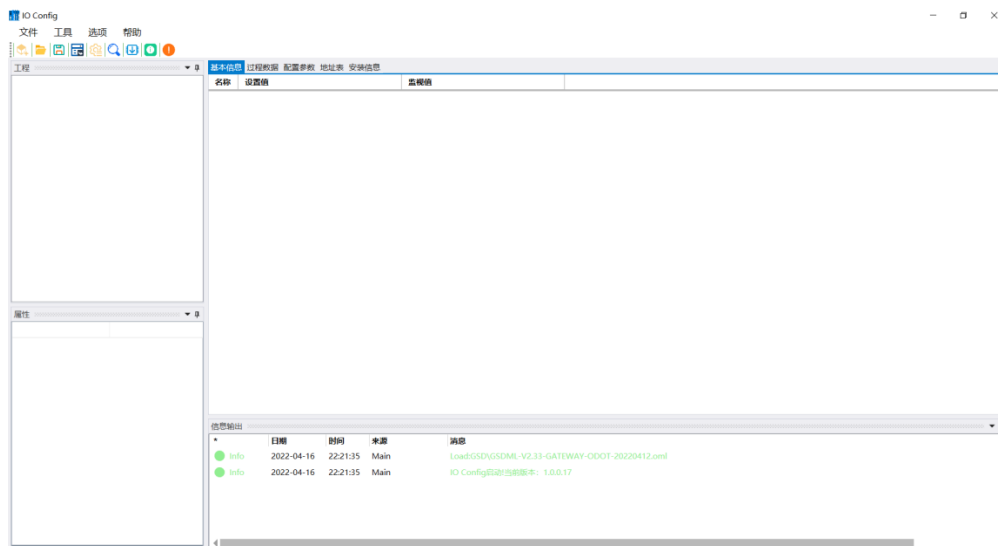 IO Config
文件 工具 选项 帮助
工程
基本信息 过程数据 配置参数 地址表 安装信息
名称 设置值 监视值
属性
信息输出
* 日期 时间 来源 消息
Info 2022-04-16 22:21:35 Main Load:GSD\GSDML-V2.33-GATEWAY-ODOT-20220412.xml
Info 2022-04-16 22:21:35 Main IO Config启动!当前版本：1.0.0.17